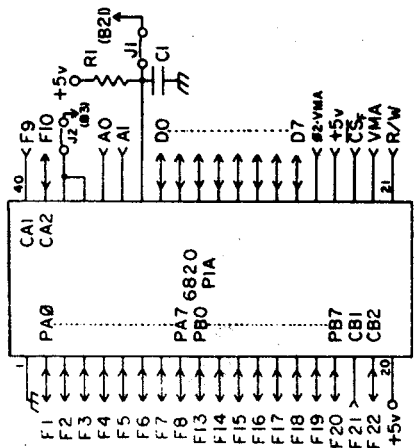 +5v
R1
(B21)
J1
C1
J2
(B3)
40
F9
F10
A0
A1
D0
D7
Ø2·VMA
+5v
CS
VMA
R/W
21
CA1
CA2
6820
PIA
PA0
PA7
PB0
PB7
CB1
CB2
1
20
F1
F2
F3
F4
F5
F6
F7
F8
F13
F14
F15
F16
F17
F18
F19
F20
F21
F22
+5v